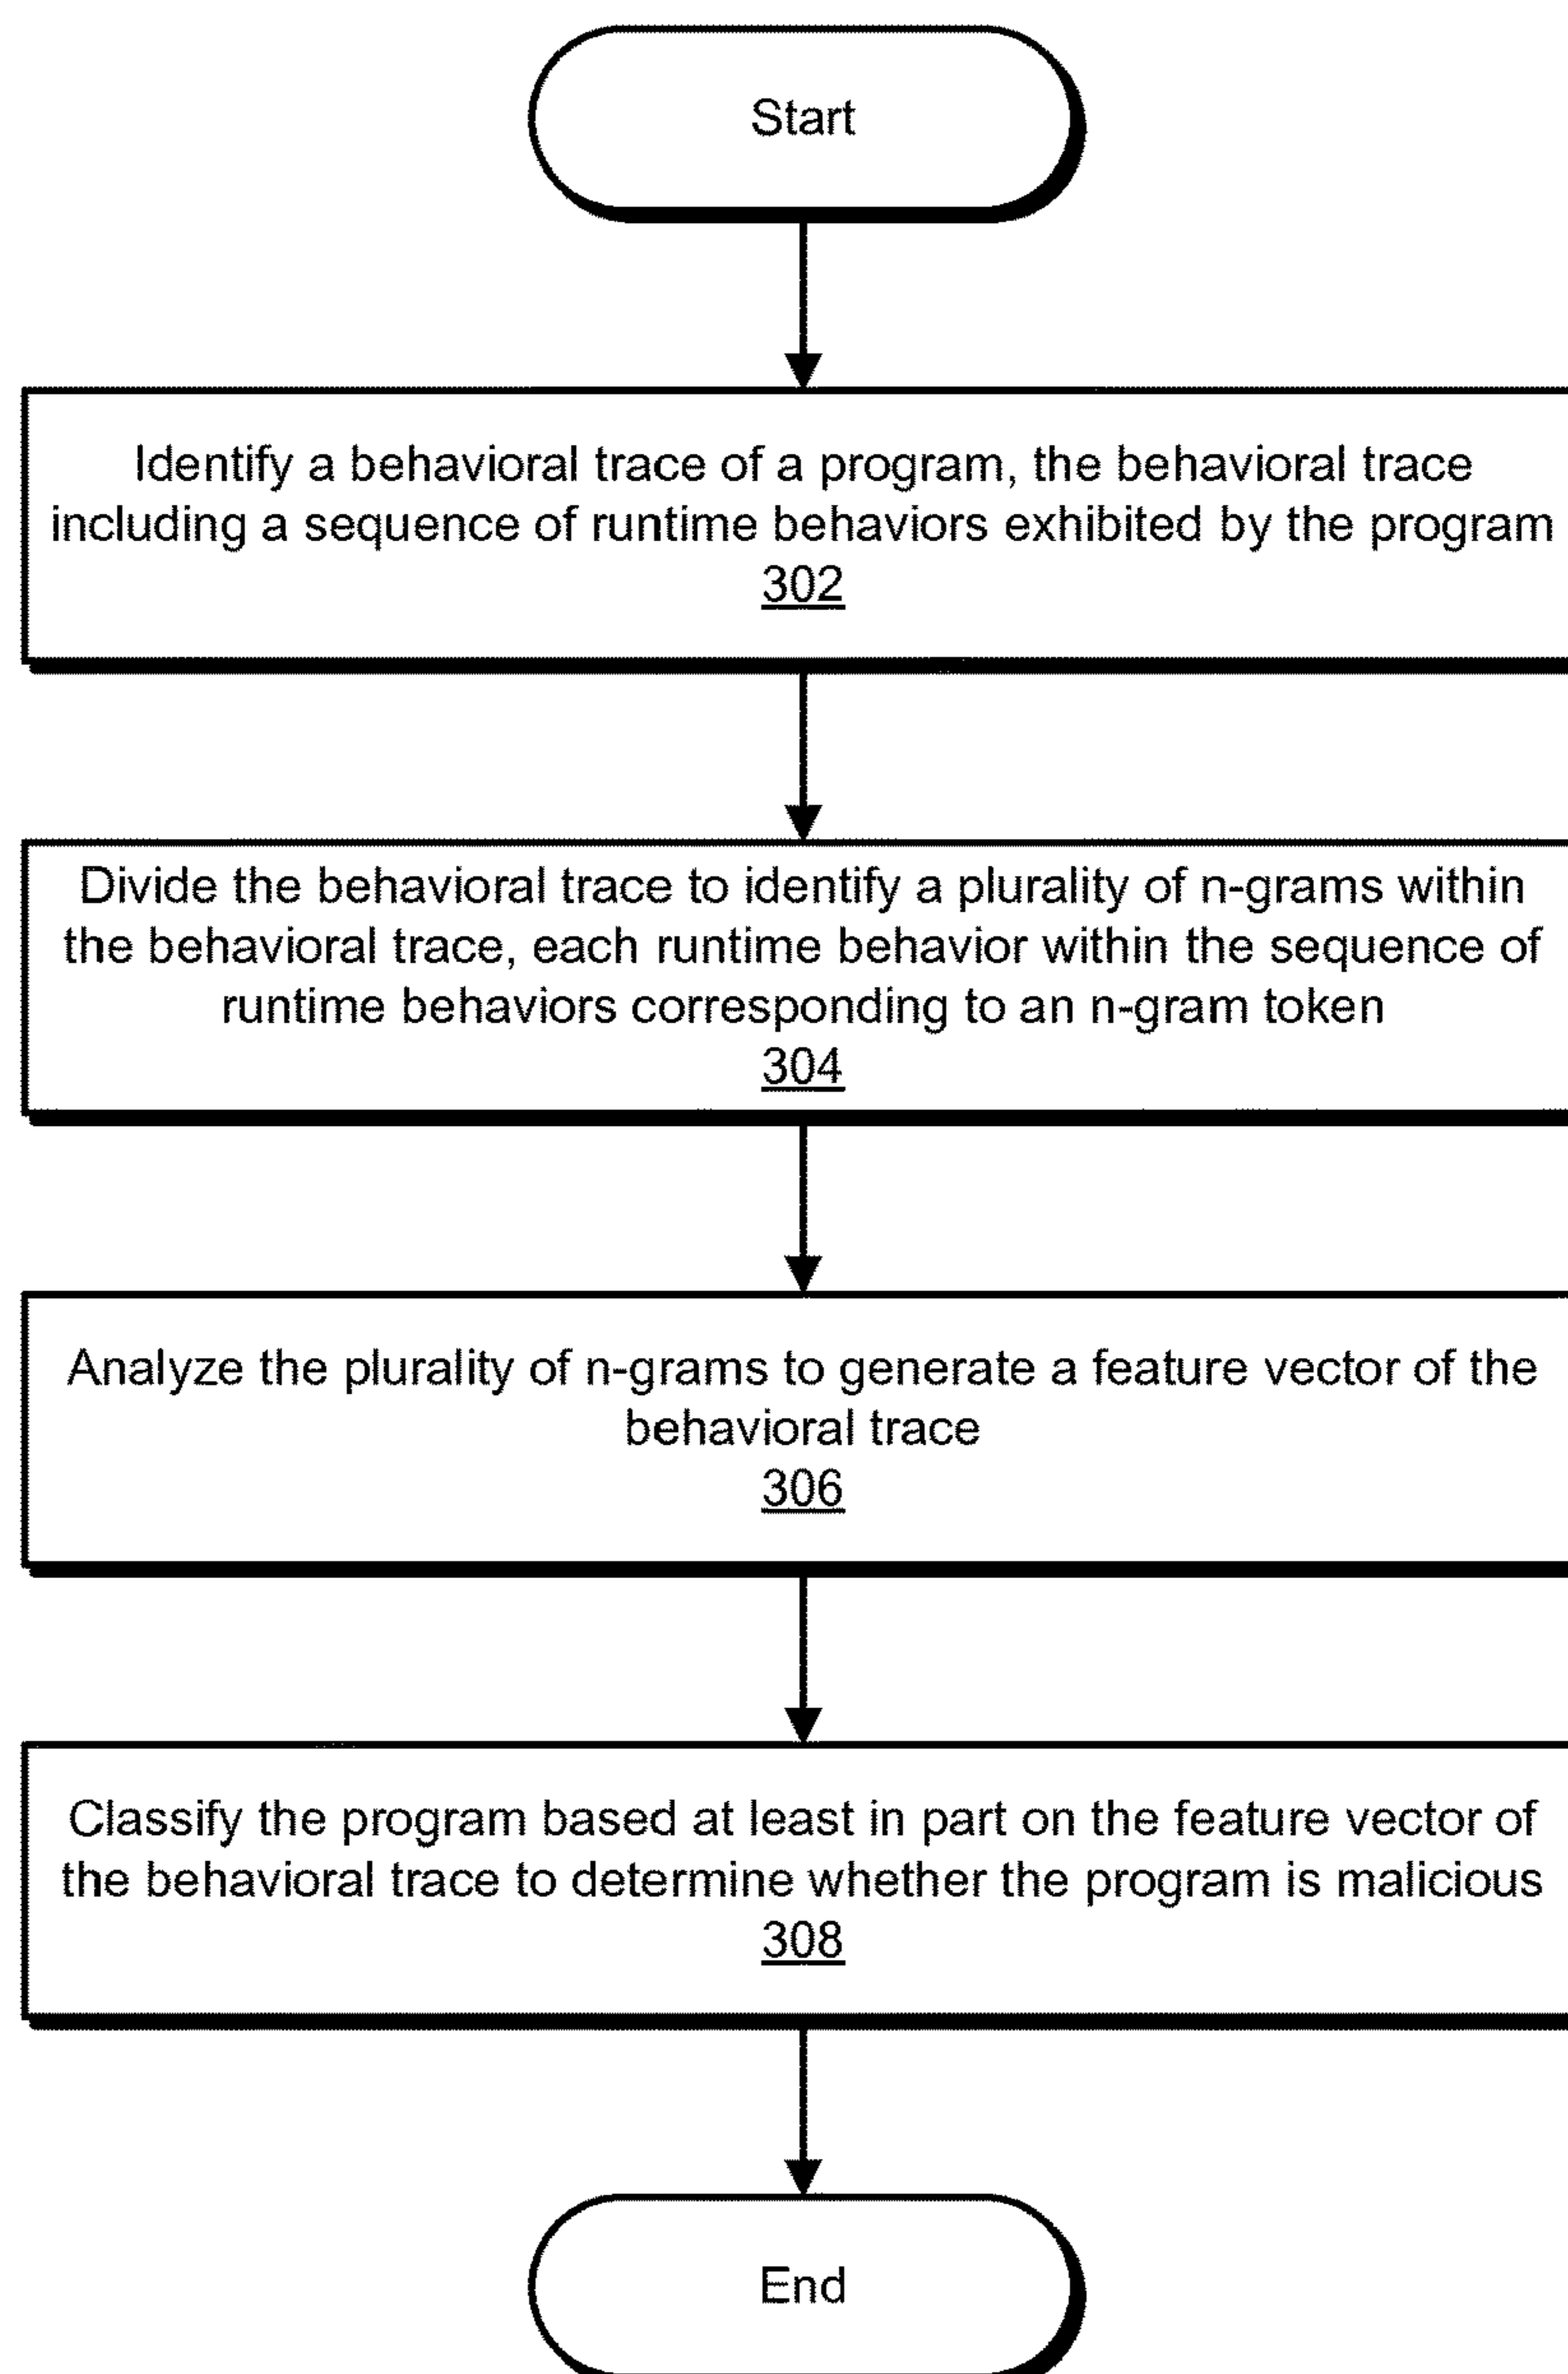 Start
Identify a behavioral trace of a program, the behavioral trace
including a sequence of runtime behaviors exhibited by the program
302
Divide the behavioral trace to identify a plurality of n-grams within
the behavioral trace, each runtime behavior within the sequence of
runtime behaviors corresponding to an n-gram token
304
Analyze the plurality of n-grams to generate a feature vector of the
behavioral trace
306
Classify the program based at least in part on the feature vector of
the behavioral trace to determine whether the program is malicious
308
End